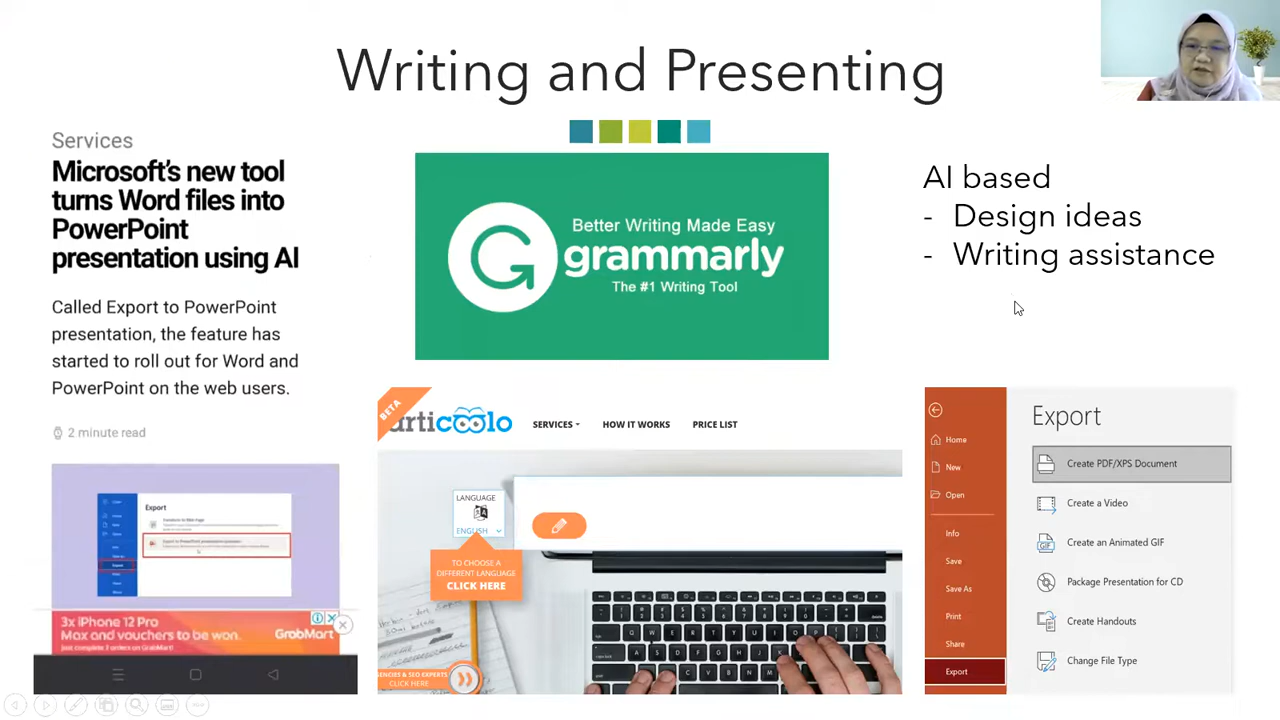 Writing and Presenting
Services
Microsoft's new tool
turns Word files into
PowerPoint
presentation using AI
Called Export to PowerPoint
presentation, the feature has
started to roll out for Word and
PowerPoint on the web users.
2 minute read
Export
3x iPhone 12 Pro
Max and vouchers to be won.
GrabMart
Better Writing Made Easy
grammarly
The #1 Writing Tool
AI based
- Design ideas
- Writing assistance
BETA
articoolo
SERVICES
HOW IT WORKS
PRICE LIST
LANGUAGE
ENGLISH
TO CHOOSE A
DIFFERENT LANGUAGE
CLICK HERE
& SEO EXPERTS
CLICK HERE
Export
Home
New
Open
Info
Save
Save As
Print
Share
Export
Create PDF/XPS Document
Create a Video
GIF
Create an Animated GIF
Package Presentation for CD
Create Handouts
Change File Type